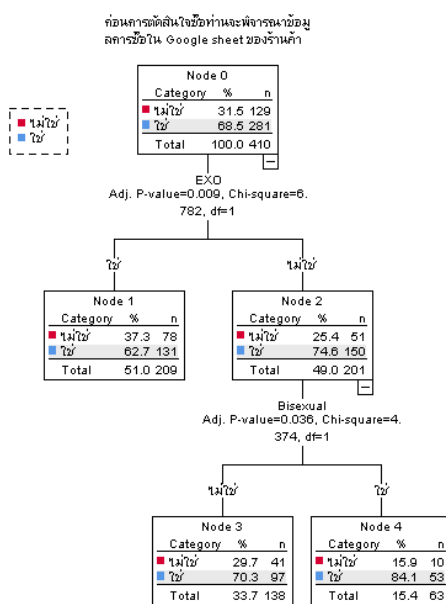 ก่อนการตัดสินใจซื้อท่านจะพิจารณาข้อมู
ลการซื้อใน Google sheet ของร้านค้า
ไม่ใช่
ใช่
Node 0
Category % n
ไม่ใช่ 31.5 129
ใช่ 68.5 281
Total 100.0 410
EXO
Adj. P-value=0.009, Chi-square=6.
782, df=1
ใช่
ไม่ใช่
Node 1
Category % n
ไม่ใช่ 37.3 78
ใช่ 62.7 131
Total 51.0 209
Node 2
Category % n
ไม่ใช่ 25.4 51
ใช่ 74.6 150
Total 49.0 201
Bisexual
Adj. P-value=0.036, Chi-square=4.
374, df=1
ไม่ใช่
ใช่
Node 3
Category % n
ไม่ใช่ 29.7 41
ใช่ 70.3 97
Total 33.7 138
Node 4
Category % n
ไม่ใช่ 15.9 10
ใช่ 84.1 53
Total 15.4 63